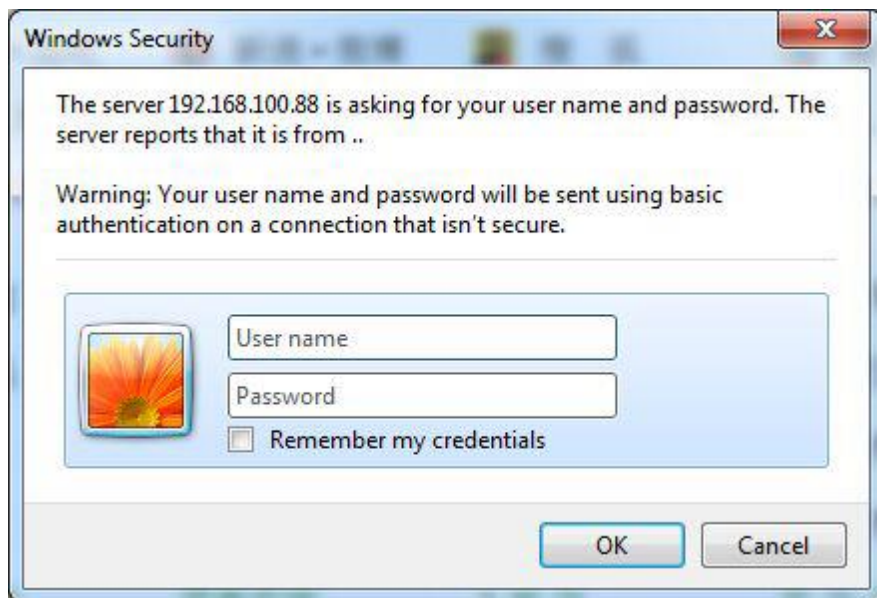 Windows Security
The server 192.168.100.88 is asking for your user name and password. The
server reports that it is from ..
Warning: Your user name and password will be sent using basic
authentication on a connection that isn't secure.
User name
Password
Remember my credentials
OK
Cancel